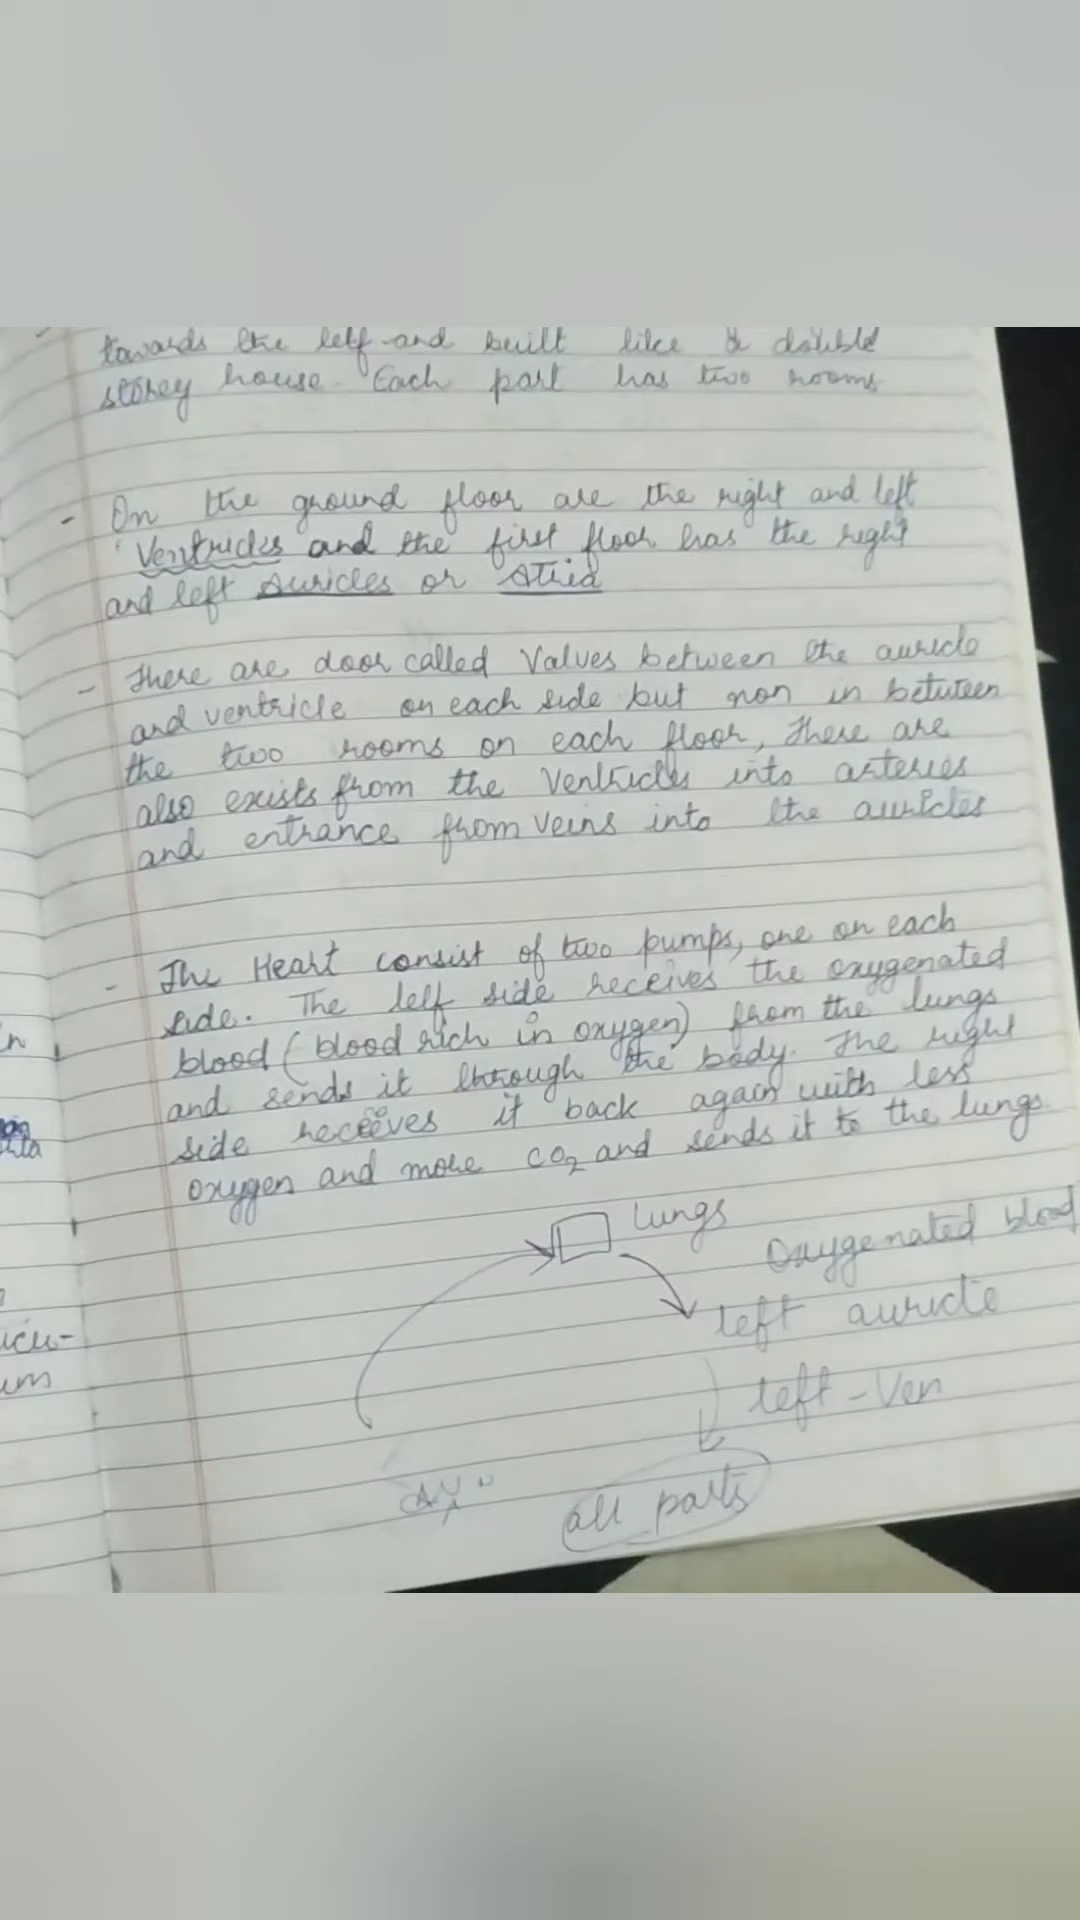 towards the lelf and built like a double
storey house. Each part has two rooms
- On the ground floor are the right and left
Ventricles and the first floor has the right
and left auricles or atria
- There are door called Valves between the auricle
and ventricle on each side but non in between
the two rooms on each floor, There are
also exists from the Ventricles into arteries
and entrance from veins into the auricles
- The Heart consist of two pumps, one on each
side. The lelf side receives the oxygenated
blood (blood rich in oxygen) from the lungs
and sends it through the body. The right
side receives it back again with less
oxygen and more CO2 and sends it to the lungs
lungs
Oxygenated blood
left auricle
left - Ven
all parts